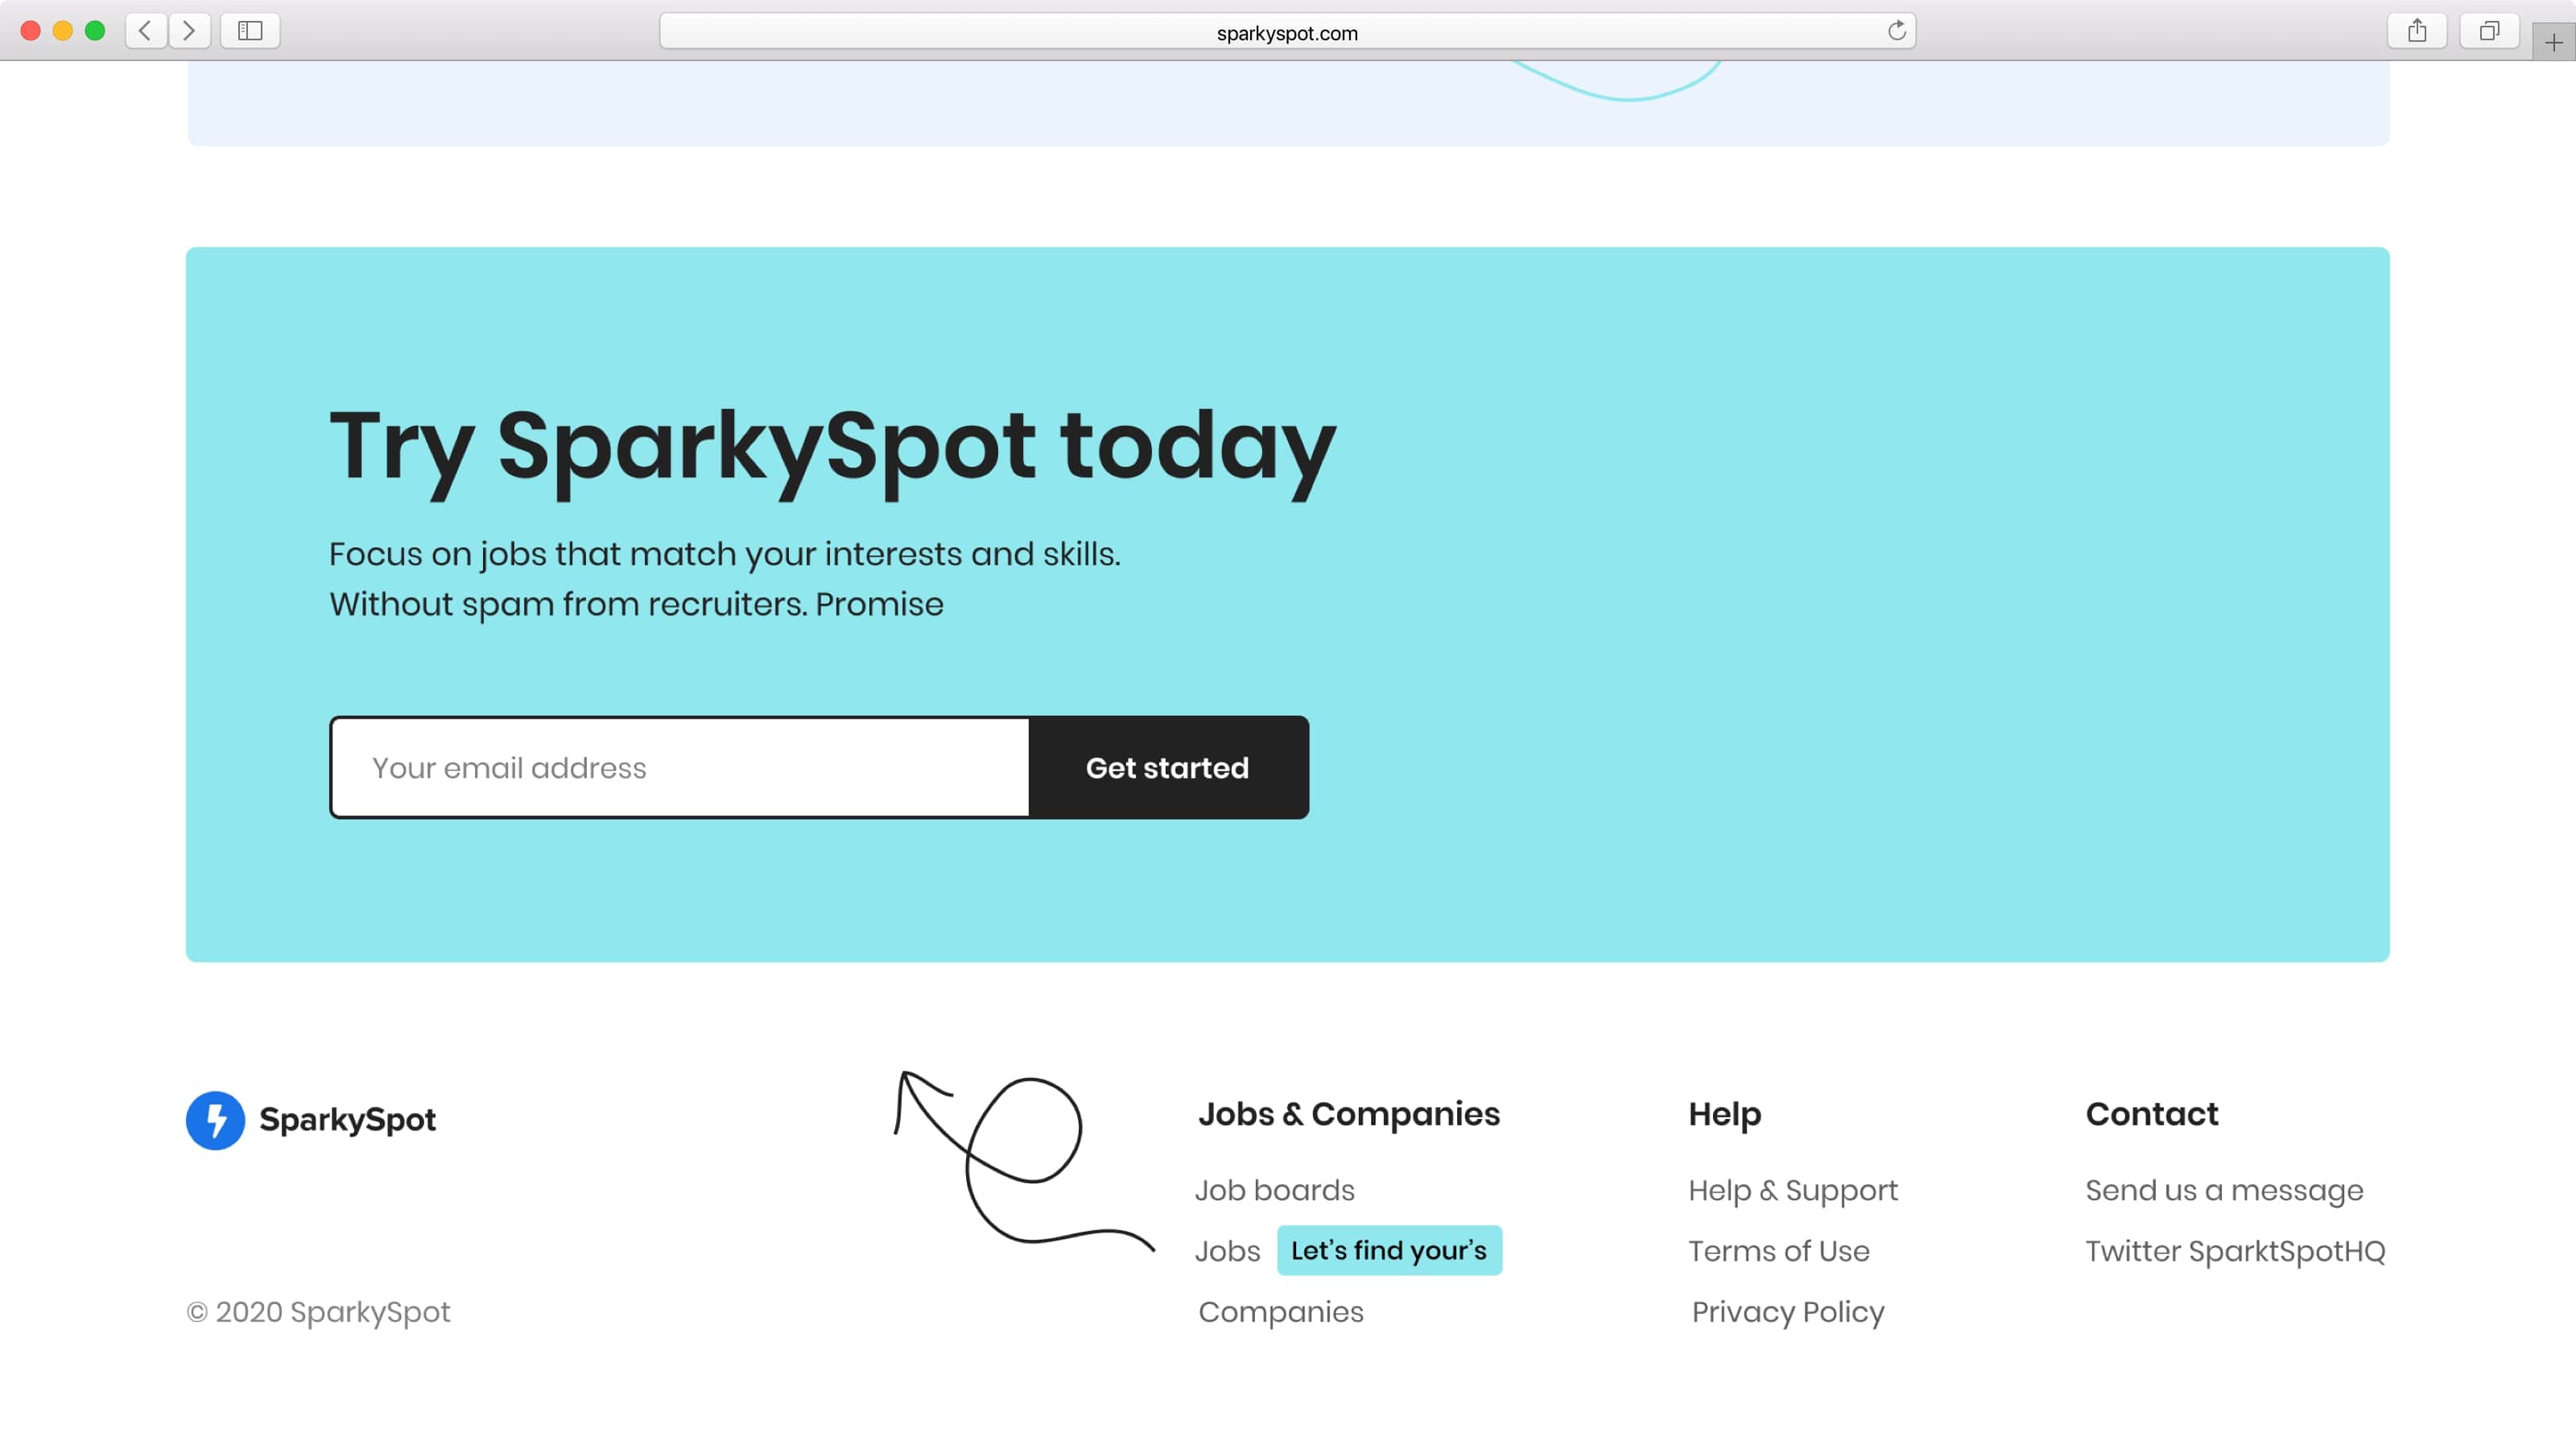 sparkyspot.com
Try SparkySpot today
Focus on jobs that match your interests and skills.
Without spam from recruiters. Promise
Your email address
Get started
SparkySpot
© 2020 SparkySpot
Jobs & Companies
Job boards
Jobs Let's find your's
Companies
Help
Help & Support
Terms of Use
Privacy Policy
Contact
Send us a message
Twitter SparktSpotHQ